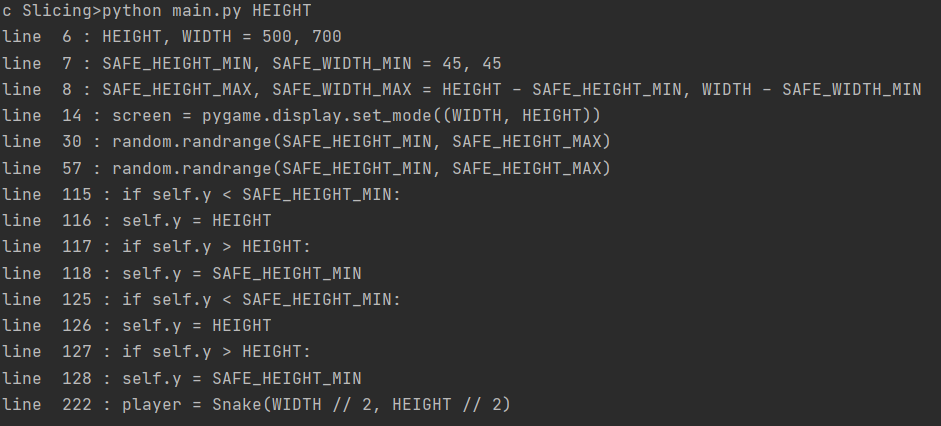 c Slicing>python main.py HEIGHT
line  6 : HEIGHT, WIDTH = 500, 700
line  7 : SAFE_HEIGHT_MIN, SAFE_WIDTH_MIN = 45, 45
line  8 : SAFE_HEIGHT_MAX, SAFE_WIDTH_MAX = HEIGHT - SAFE_HEIGHT_MIN, WIDTH - SAFE_WIDTH_MIN
line  14 : screen = pygame.display.set_mode((WIDTH, HEIGHT))
line  30 : random.randrange(SAFE_HEIGHT_MIN, SAFE_HEIGHT_MAX)
line  57 : random.randrange(SAFE_HEIGHT_MIN, SAFE_HEIGHT_MAX)
line  115 : if self.y < SAFE_HEIGHT_MIN:
line  116 : self.y = HEIGHT
line  117 : if self.y > HEIGHT:
line  118 : self.y = SAFE_HEIGHT_MIN
line  125 : if self.y < SAFE_HEIGHT_MIN:
line  126 : self.y = HEIGHT
line  127 : if self.y > HEIGHT:
line  128 : self.y = SAFE_HEIGHT_MIN
line  222 : player = Snake(WIDTH // 2, HEIGHT // 2)